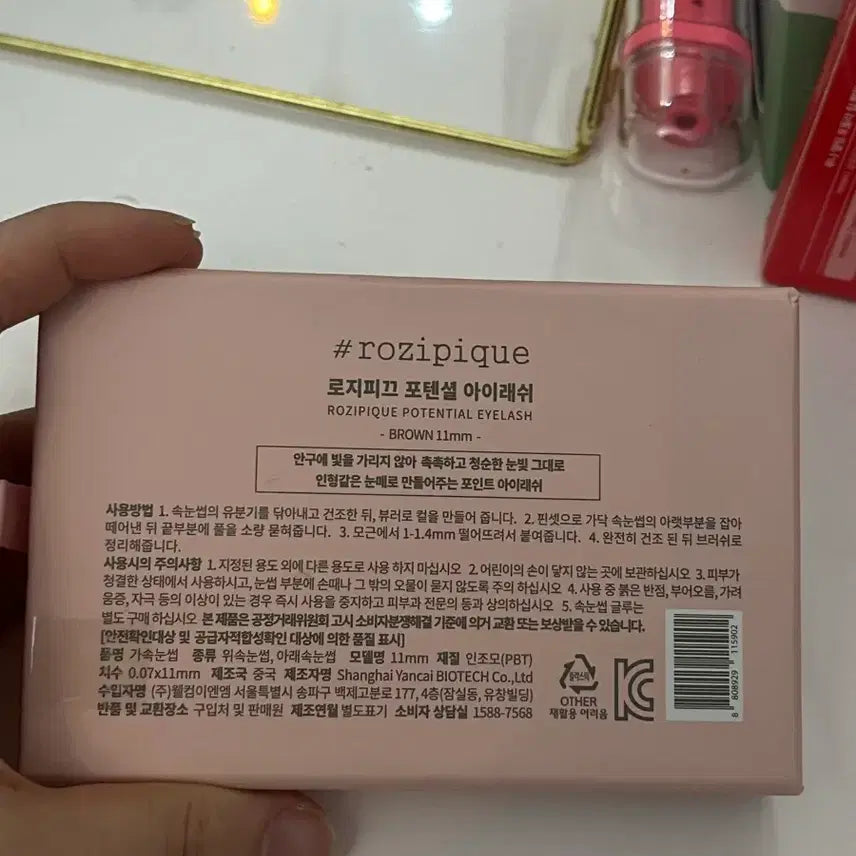 #rozipique
로지피끄 포텐셜 아이래쉬
ROZIPIQUE POTENTIAL EYELASH
- BROWN 11mm -
안구에 빛을 가리지 않아 촉촉하고 청순한 눈빛 그대로
인형같은 눈매로 만들어주는 포인트 아이래쉬
사용방법 1. 속눈썹의 유분기를 닦아내고 건조한 뒤, 뷰러로 컬을 만들어 줍니다. 2. 핀셋으로 가닥 속눈썹의 아랫부분을 잡아
떼어낸 뒤 끝부분에 풀을 소량 묻혀줍니다. 3. 모근에서 1-1.4mm 떨어뜨려서 붙여줍니다. 4. 완전히 건조 된 뒤 브러쉬로
정리해줍니다.
사용시의 주의사항 1. 지정된 용도 외에 다른 용도로 사용 하지 마십시오 2. 어린이의 손이 닿지 않는 곳에 보관하십시오 3. 피부가
청결한 상태에서 사용하시고, 눈썹 부분에 손때나 그 밖의 오물이 묻지 않도록 주의 하십시오 4. 사용 중 붉은 반점, 부어오름, 가려
움증, 자극 등의 이상이 있는 경우 즉시 사용을 중지하고 피부과 전문의 등과 상의하십시오 5. 속눈썹 글루는
별도 구매 하십시오 본 제품은 공정거래위원회 고시 소비자분쟁해결 기준에 의거 교환 또는 보상받을 수 있습니다.
[안전확인대상 및 공급자적합성확인 대상에 의한 품질 표시]
품명 가속눈썹 종류 위속눈썹, 아래속눈썹 모델명 11mm 재질 인조모(PBT)
치수 0.07x11mm 제조국 중국 제조자명 Shanghai Yancai BIOTECH Co.,Ltd
수입자명 (주)웰컴이앤엠 서울특별시 송파구 백제고분로 177, 4층(잠실동, 유창빌딩)
반품 및 교환장소 구입처 및 판매원 제조연월 별도표기 소비자 상담실 1588-7568
OTHER
재활용 어려움
8 808929 115902